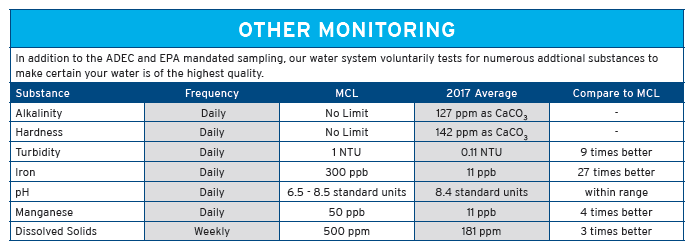 OTHER MONITORING
In addition to the ADEC and EPA mandated sampling, our water system voluntarily tests for numerous addtional substances to
make certain your water is of the highest quality.
Substance Frequency MCL 2017 Average Compare to MCL
Alkalinity Daily No Limit 127 ppm as CaCO3 -
Hardness Daily No Limit 142 ppm as CaCO3 -
Turbidity Daily 1 NTU 0.11 NTU 9 times better
Iron Daily 300 ppb 11 ppb 27 times better
pH Daily 6.5 - 8.5 standard units 8.4 standard units within range
Manganese Daily 50 ppb 11 ppb 4 times better
Dissolved Solids Weekly 500 ppm 181 ppm 3 times better